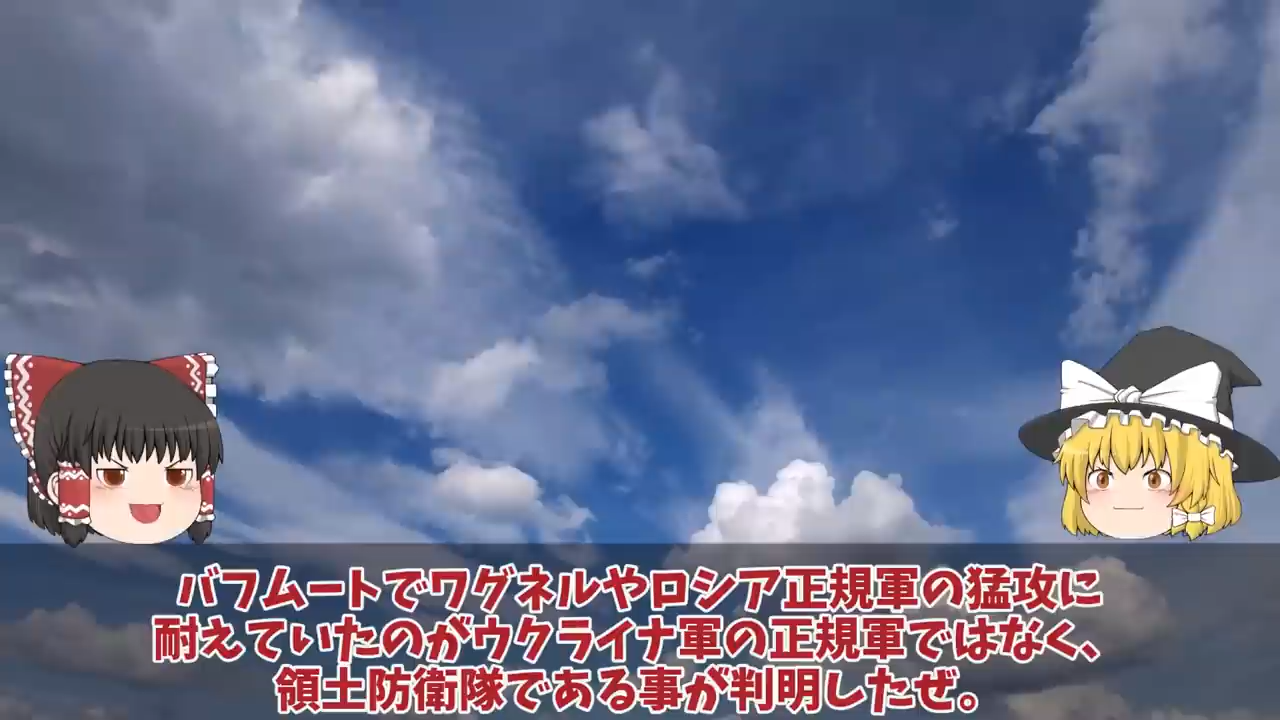 バフムートでワグネルやロシア正規軍の猛攻に
耐えていたのがウクライナ軍の正規軍ではなく、
領土防衛隊である事が判明したぜ。